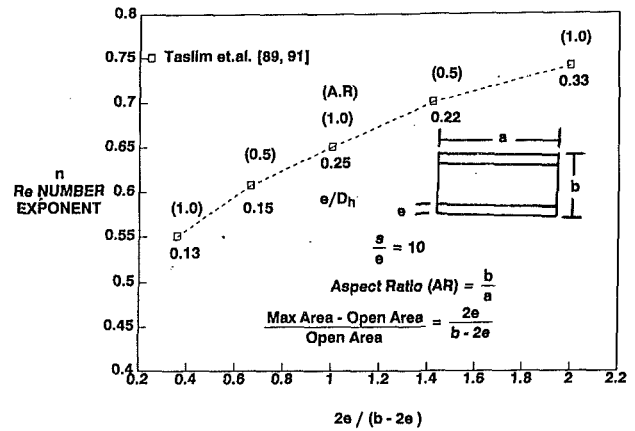 0.8
0.75
0.7
0.65
0.6
0.55
0.5
0.45
0.4
n
Re NUMBER
EXPONENT
Taslim et.al. [89, 91]
(1.0)
0.13
(0.5)
0.15
(A.R)
(1.0)
0.25
e/Dh
(0.5)
0.22
(1.0)
0.33
a
b
e
s/e = 10
Aspect Ratio (AR) = b/a
Max Area - Open Area / Open Area = 2e / b - 2e
0.2 0.4 0.6 0.8 1 1.2 1.4 1.6 1.8 2 2.2
2e / (b - 2e)